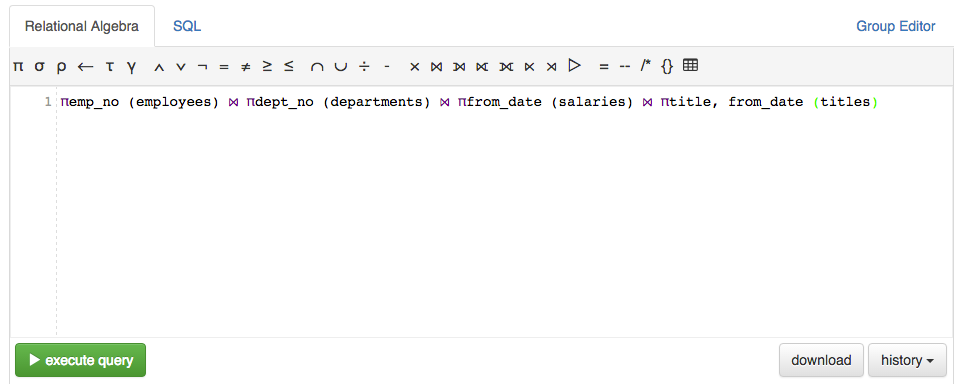 Relational Algebra SQL Group Editor
π σ ρ ← τ γ ∧ ∨ ¬ = ≠ ≥ ≤ ∩ ∪ ÷ - × ⋈ ⟖ ⟕ ⟗ ⋉ ⋊ ▷ = -- /* {}
1 πemp_no (employees) ⋈ πdept_no (departments) ⋈ πfrom_date (salaries) ⋈ πtitle, from_date (titles)
execute query download history